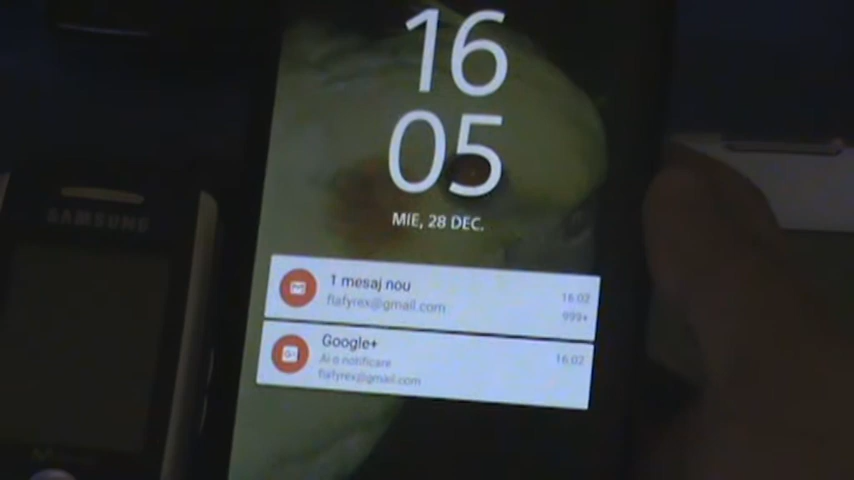 16
05
MIE, 28 DEC.
SAMSUNG
1 mesaj nou
16:02
flafyrex@gmail.com
999+
Google+
16:02
Ai o notificare
flafyrex@gmail.com